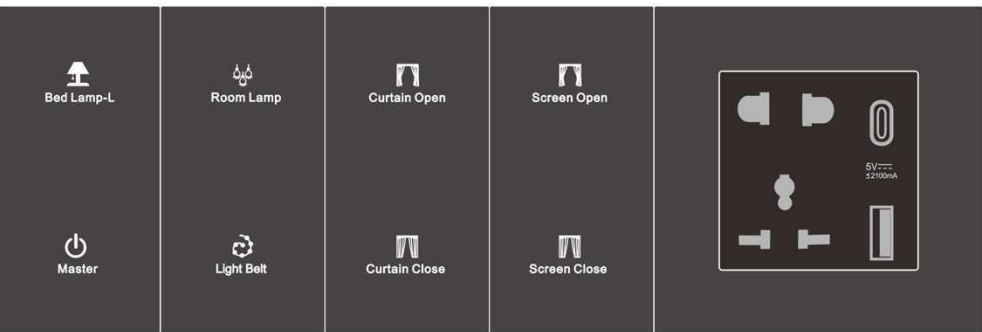 Bed Lamp-L
Room Lamp
Curtain Open
Screen Open
5V
≤2100mA
Master
Light Belt
Curtain Close
Screen Close